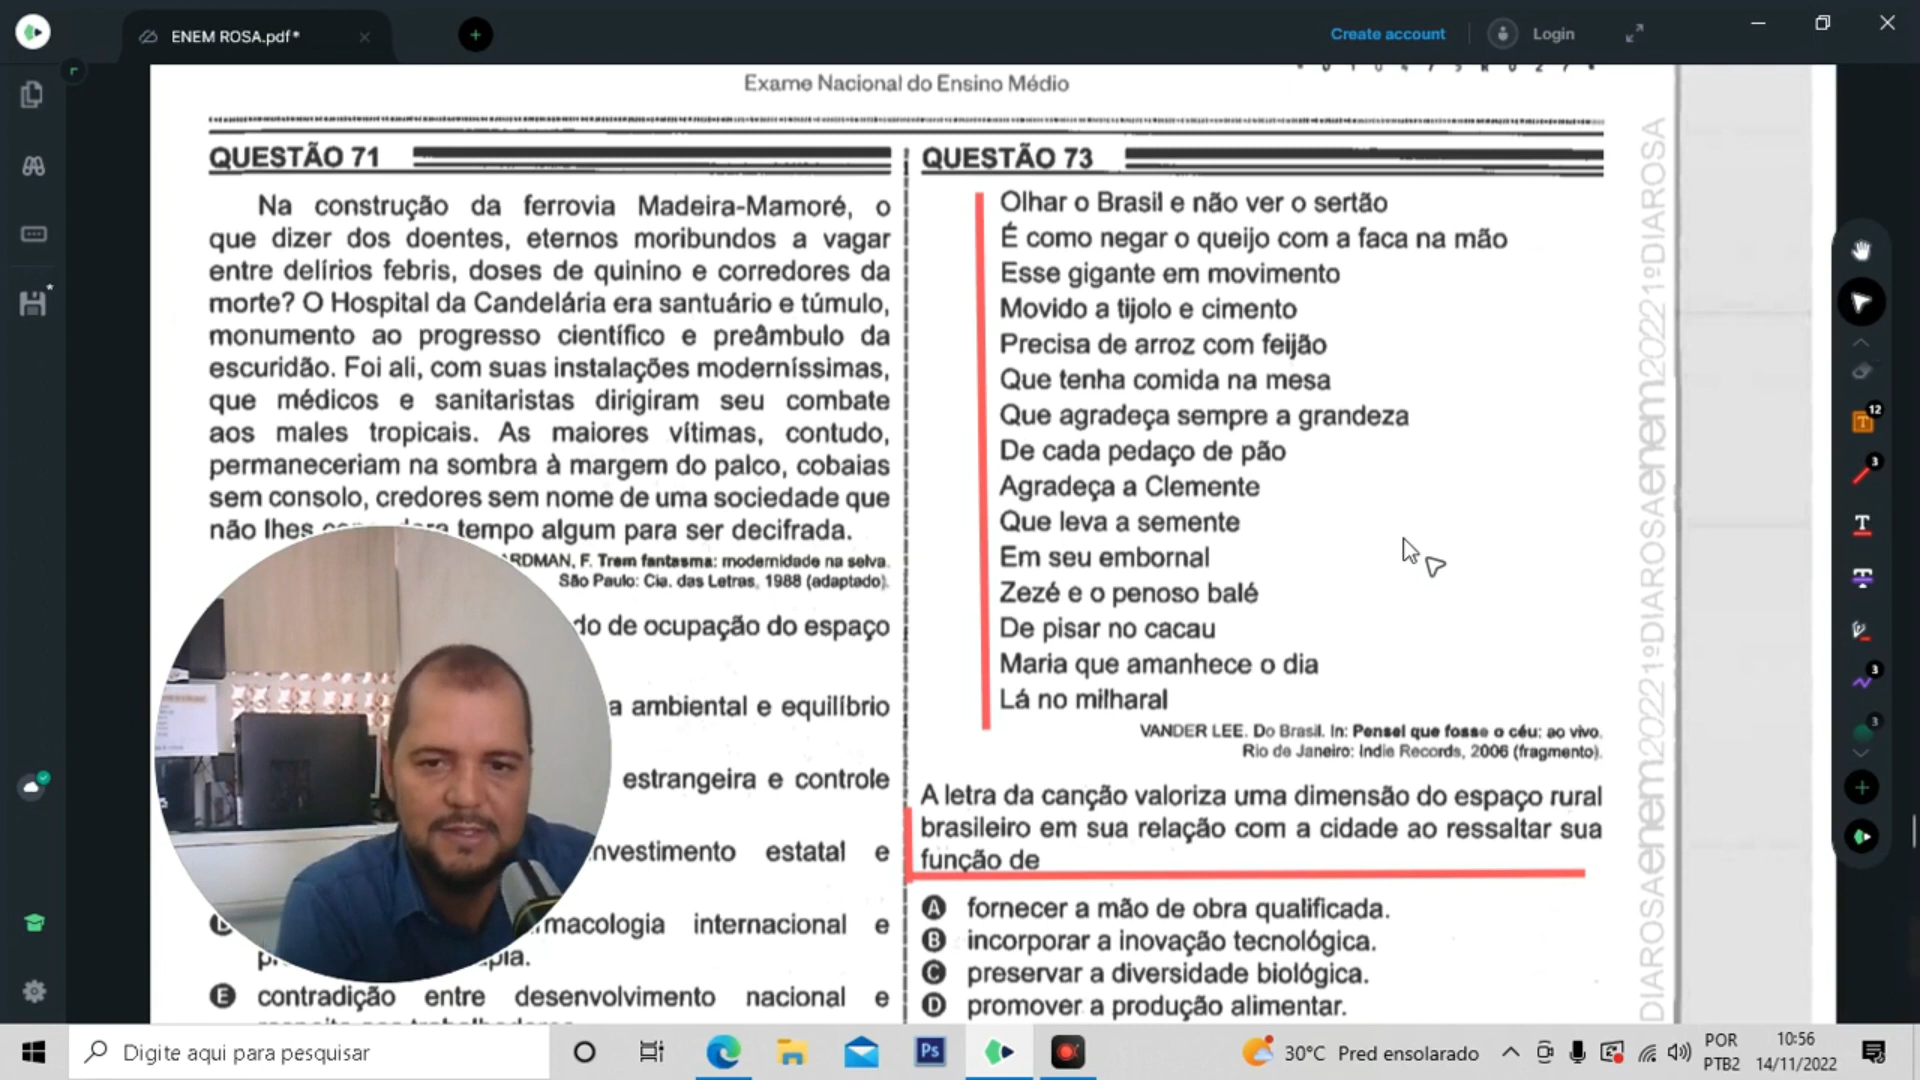 ENEM ROSA.pdf*
Create account
Login
Exame Nacional do Ensino Médio
QUESTÃO 71
Na construção da ferrovia Madeira-Mamoré, o
que dizer dos doentes, eternos moribundos a vagar
entre delírios febris, doses de quinino e corredores da
morte? O Hospital da Candelária era santuário e túmulo,
monumento ao progresso científico e preâmbulo da
escuridão. Foi ali, com suas instalações moderníssimas,
que médicos e sanitaristas dirigiram seu combate
aos males tropicais. As maiores vítimas, contudo,
permaneceriam na sombra à margem do palco, cobaias
sem consolo, credores sem nome de uma sociedade que
não lhes tempo algum para ser decifrada.
RDMAN, F. Trem fantasma: modernidade na selva.
São Paulo: Cia. das Letras, 1988 (adaptado).
do de ocupação do espaço
a ambiental e equilíbrio
estrangeira e controle
nvestimento estatal e
macologia internacional e
pia.
E contradição entre desenvolvimento nacional e
QUESTÃO 73
Olhar o Brasil e não ver o sertão
É como negar o queijo com a faca na mão
Esse gigante em movimento
Movido a tijolo e cimento
Precisa de arroz com feijão
Que tenha comida na mesa
Que agradeça sempre a grandeza
De cada pedaço de pão
Agradeça a Clemente
Que leva a semente
Em seu embornal
Zezé e o penoso balé
De pisar no cacau
Maria que amanhece o dia
Lá no milharal
VANDER LEE. Do Brasil. In: Pensei que fosse o céu: ao vivo.
Rio de Janeiro: Indie Records, 2006 (fragmento).
A letra da canção valoriza uma dimensão do espaço rural
brasileiro em sua relação com a cidade ao ressaltar sua
função de
A fornecer a mão de obra qualificada.
B incorporar a inovação tecnológica.
C preservar a diversidade biológica.
D promover a produção alimentar.
DIAROSAenem2022 1ºDIAROSAenem2022 1ºDIAROSA
12
3
3
3
Digite aqui para pesquisar
Ps
30°C Pred ensolarado
POR
PTB2
10:56
14/11/2022